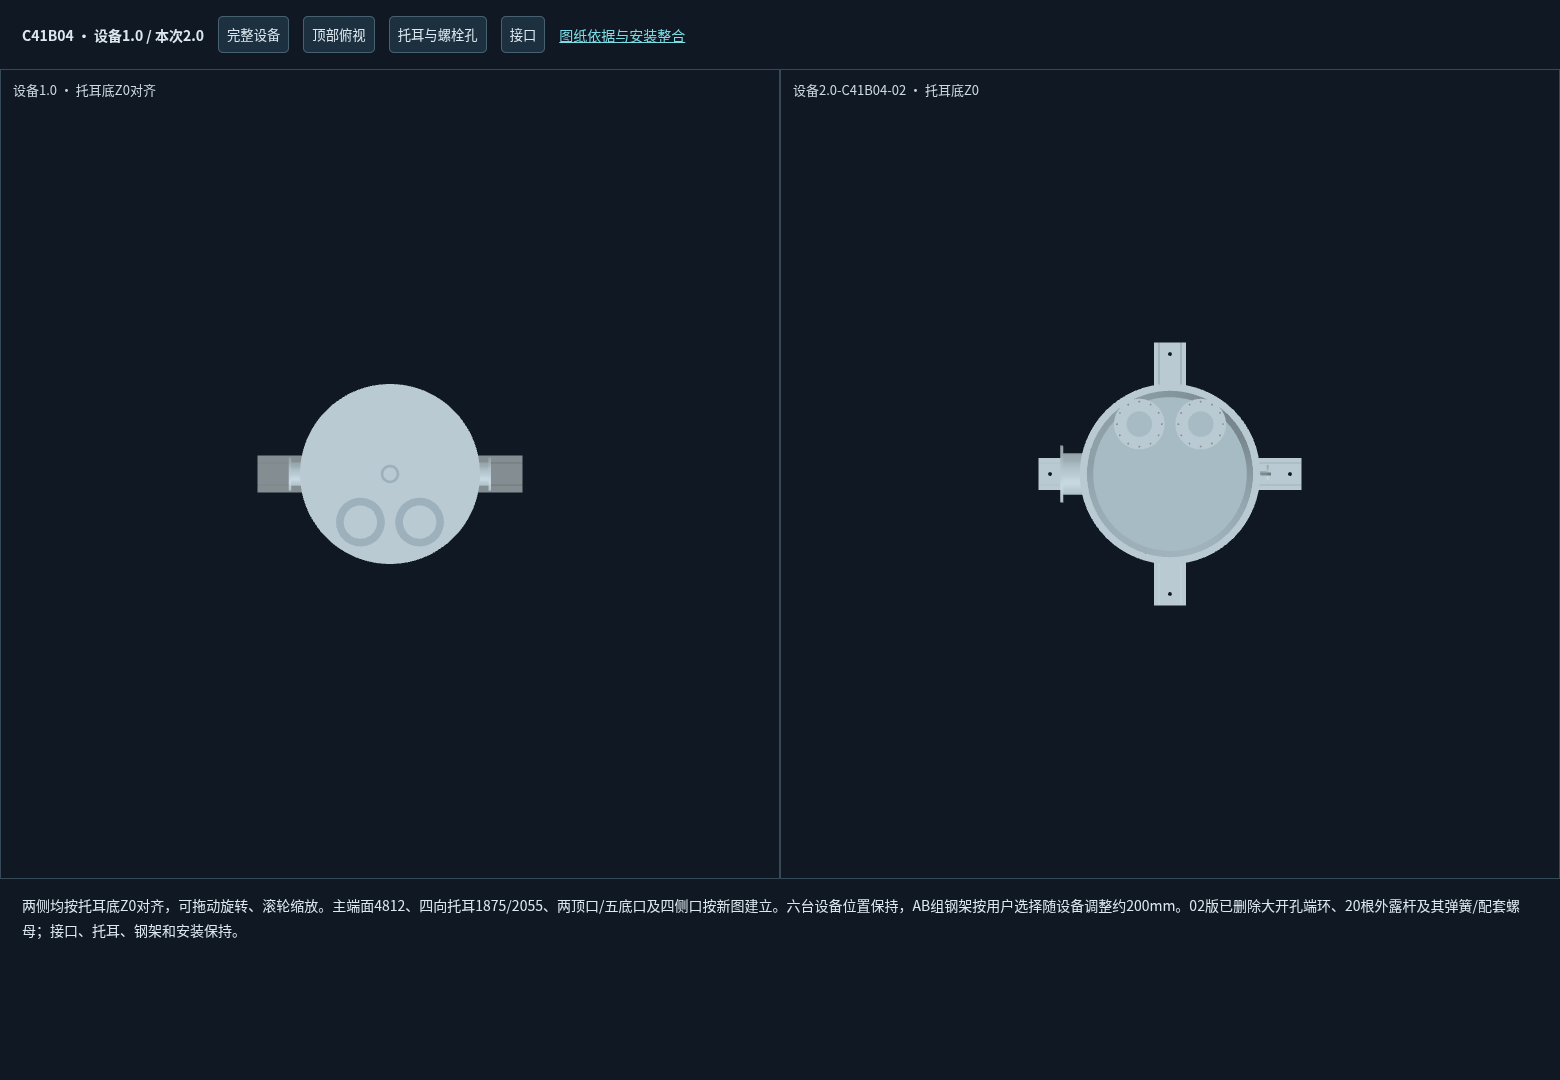 C41B04 · 设备1.0 / 本次2.0
完整设备
顶部俯视
托耳与螺栓孔
接口
图纸依据与安装整合
设备1.0 · 托耳底Z0对齐
设备2.0-C41B04-02 · 托耳底Z0
两侧均按托耳底Z0对齐，可拖动旋转、滚轮缩放。主端面4812、四向托耳1875/2055、两顶口/五底口及四侧口按新图建立。六台设备位置保持，AB组钢架按用户选择随设备调整约200mm。02版已删除大开孔端环、20根外露杆及其弹簧/配套螺
母；接口、托耳、钢架和安装保持。